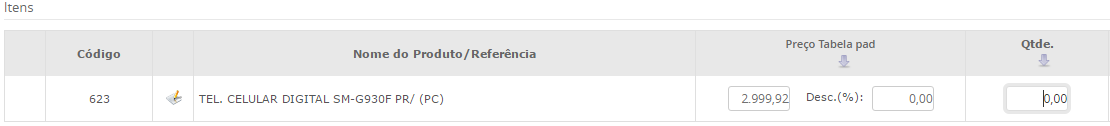 Itens
Código Nome do Produto/Referência Preço Tabela pad Qtde.
623 TEL. CELULAR DIGITAL SM-G930F PR/ (PC) 2.999,92 Desc.(%): 0,00 0,00